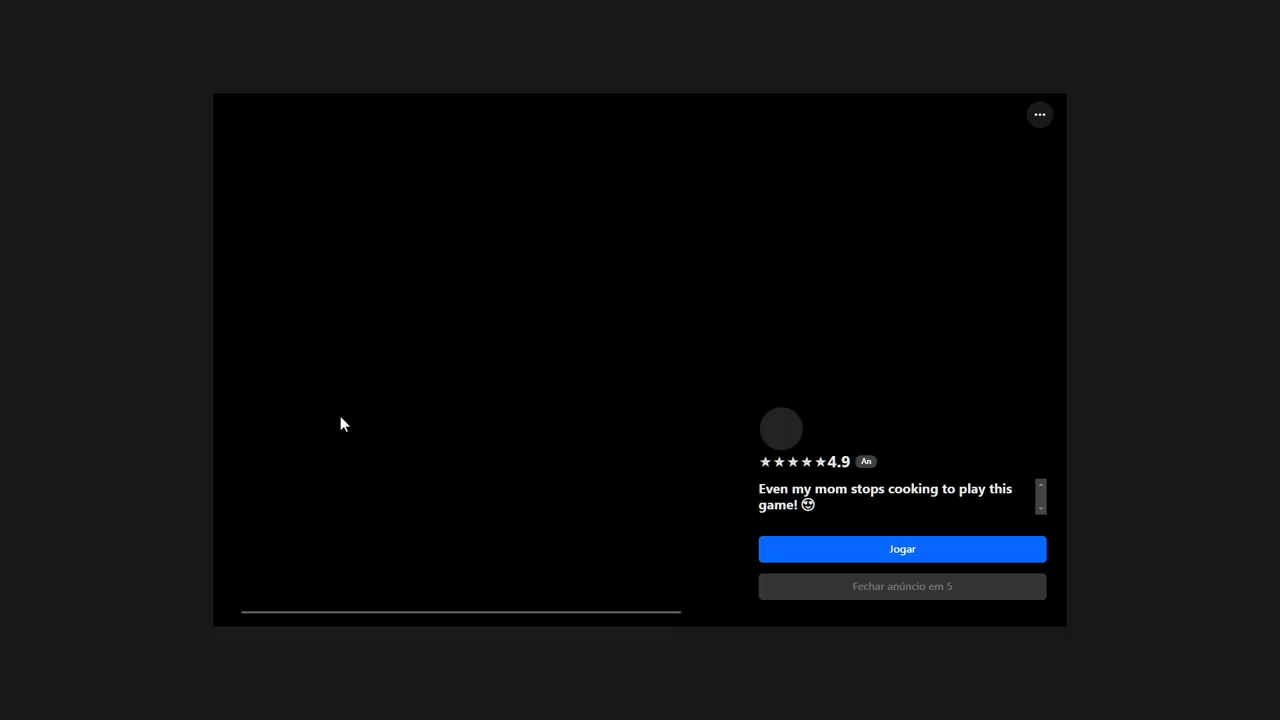 ★★★★★4.9 An
Even my mom stops cooking to play this
game! 😍
Jogar
Fechar anúncio em 5